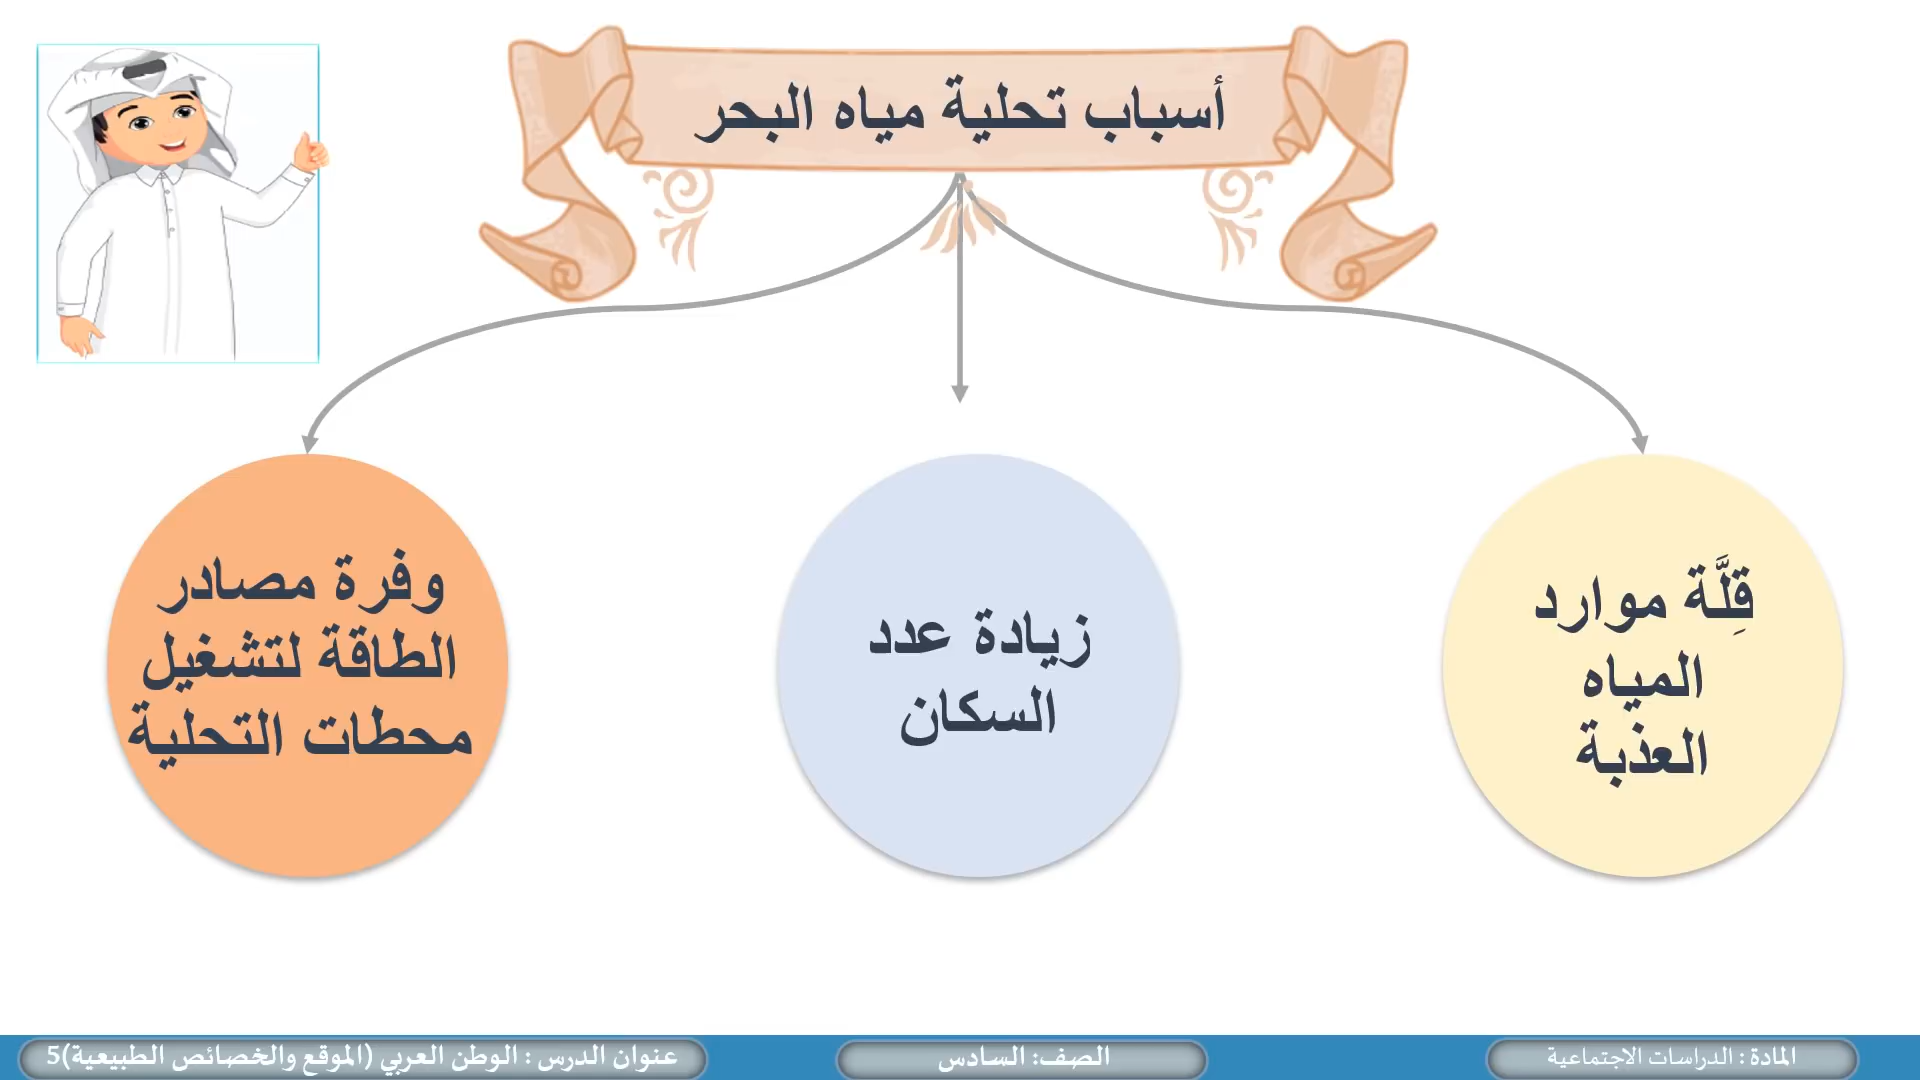 أسباب تحلية مياه البحر
قِلَّة موارد
المياه
العذبة
زيادة عدد
السكان
وفرة مصادر
الطاقة لتشغيل
محطات التحلية
المادة : الدراسات الاجتماعية
الصف: السادس
عنوان الدرس : الوطن العربي (الموقع والخصائص الطبيعية)5